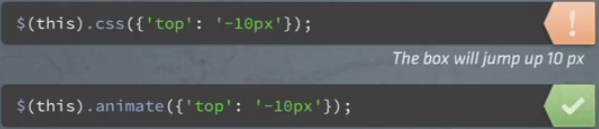 $(this).css({'top': '-10px'});
!
The box will jump up 10 px
$(this).animate({'top': '-10px'});